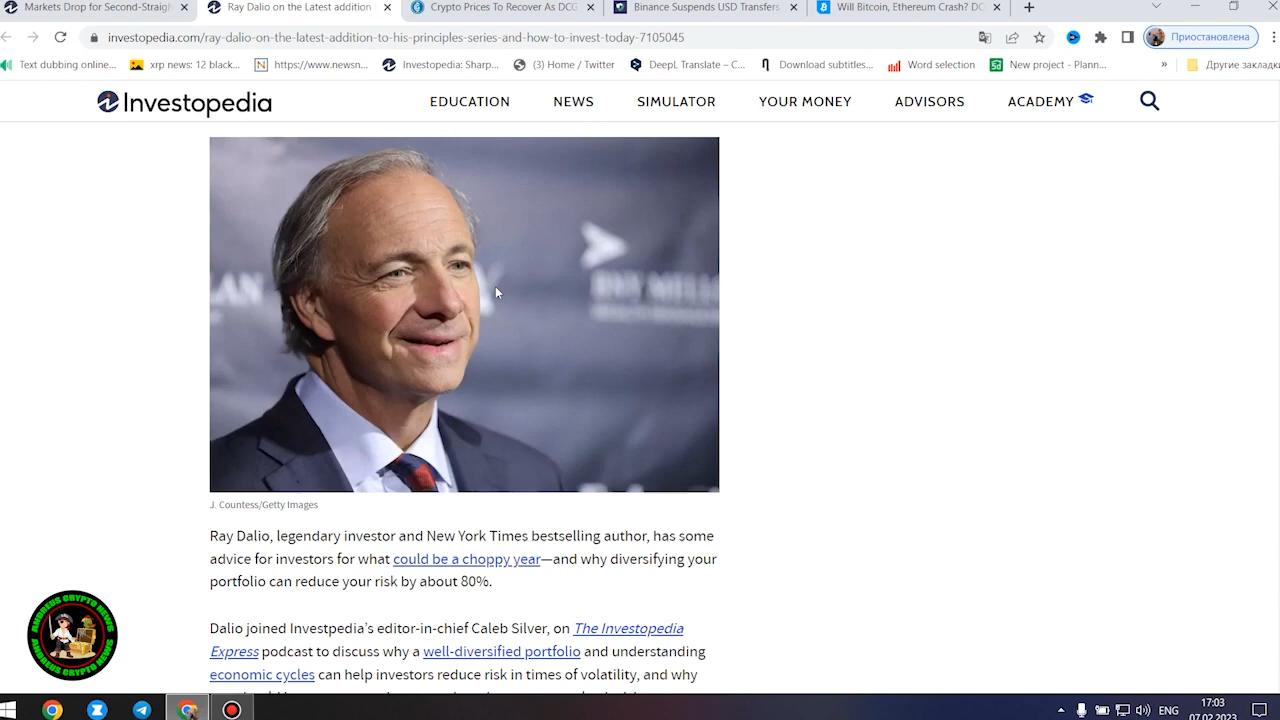 Markets Drop for Second-Straigh
Ray Dalio on the Latest addition
Crypto Prices To Recover As DCG
Binance Suspends USD Transfers
Will Bitcoin, Ethereum Crash? DC
investopedia.com/ray-dalio-on-the-latest-addition-to-his-principles-series-and-how-to-invest-today-7105045
Приостановлена
Text dubbing online...
xrp news: 12 black...
https://www.newsn...
Investopedia: Sharp...
(3) Home / Twitter
DeepL Translate – C...
Download subtitles...
Word selection
New project - Plann...
»
Другие закладки
Investopedia
EDUCATION
NEWS
SIMULATOR
YOUR MONEY
ADVISORS
ACADEMY
J. Countess/Getty Images
Ray Dalio, legendary investor and New York Times bestselling author, has some
advice for investors for what could be a choppy year—and why diversifying your
portfolio can reduce your risk by about 80%.
Dalio joined Investpedia's editor-in-chief Caleb Silver, on The Investopedia
Express podcast to discuss why a well-diversified portfolio and understanding
economic cycles can help investors reduce risk in times of volatility, and why
ANDREUS CRYPTO NEWS
ANDREUS CRYPTO NEWS
ENG
17:03
07.02.2023